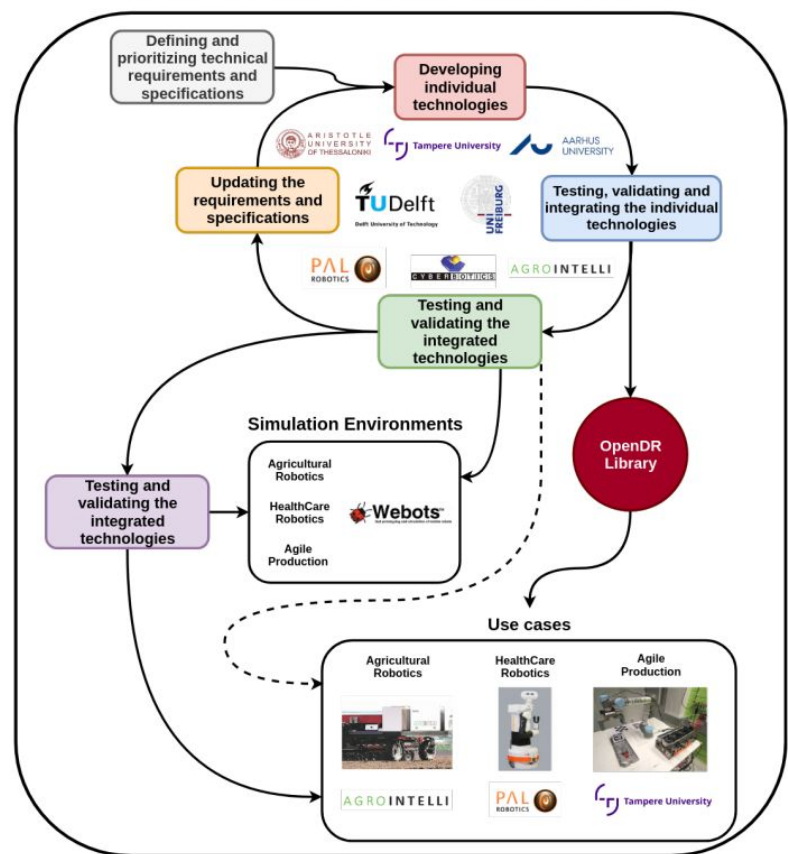 Defining and
prioritizing technical
requirements and
specifications
Developing
individual
technologies
ARISTOTLE
UNIVERSITY
OF THESSALONIKI
Tampere University
AARHUS
UNIVERSITY
Updating the
requirements and
specifications
TUDelft
Delft University of Technology
UNI
FREIBURG
Testing, validating and
integrating the individual
technologies
PAL
ROBOTICS
CYBERBOTICS
AGROINTELLI
Testing and
validating the
integrated
technologies
Simulation Environments
Agricultural
Robotics
HealthCare
Robotics
Webots
Agile
Production
OpenDR
Library
Testing and
validating the
integrated
technologies
Use cases
Agricultural
Robotics
HealthCare
Robotics
Agile
Production
AGROINTELLI
PAL
ROBOTICS
Tampere University